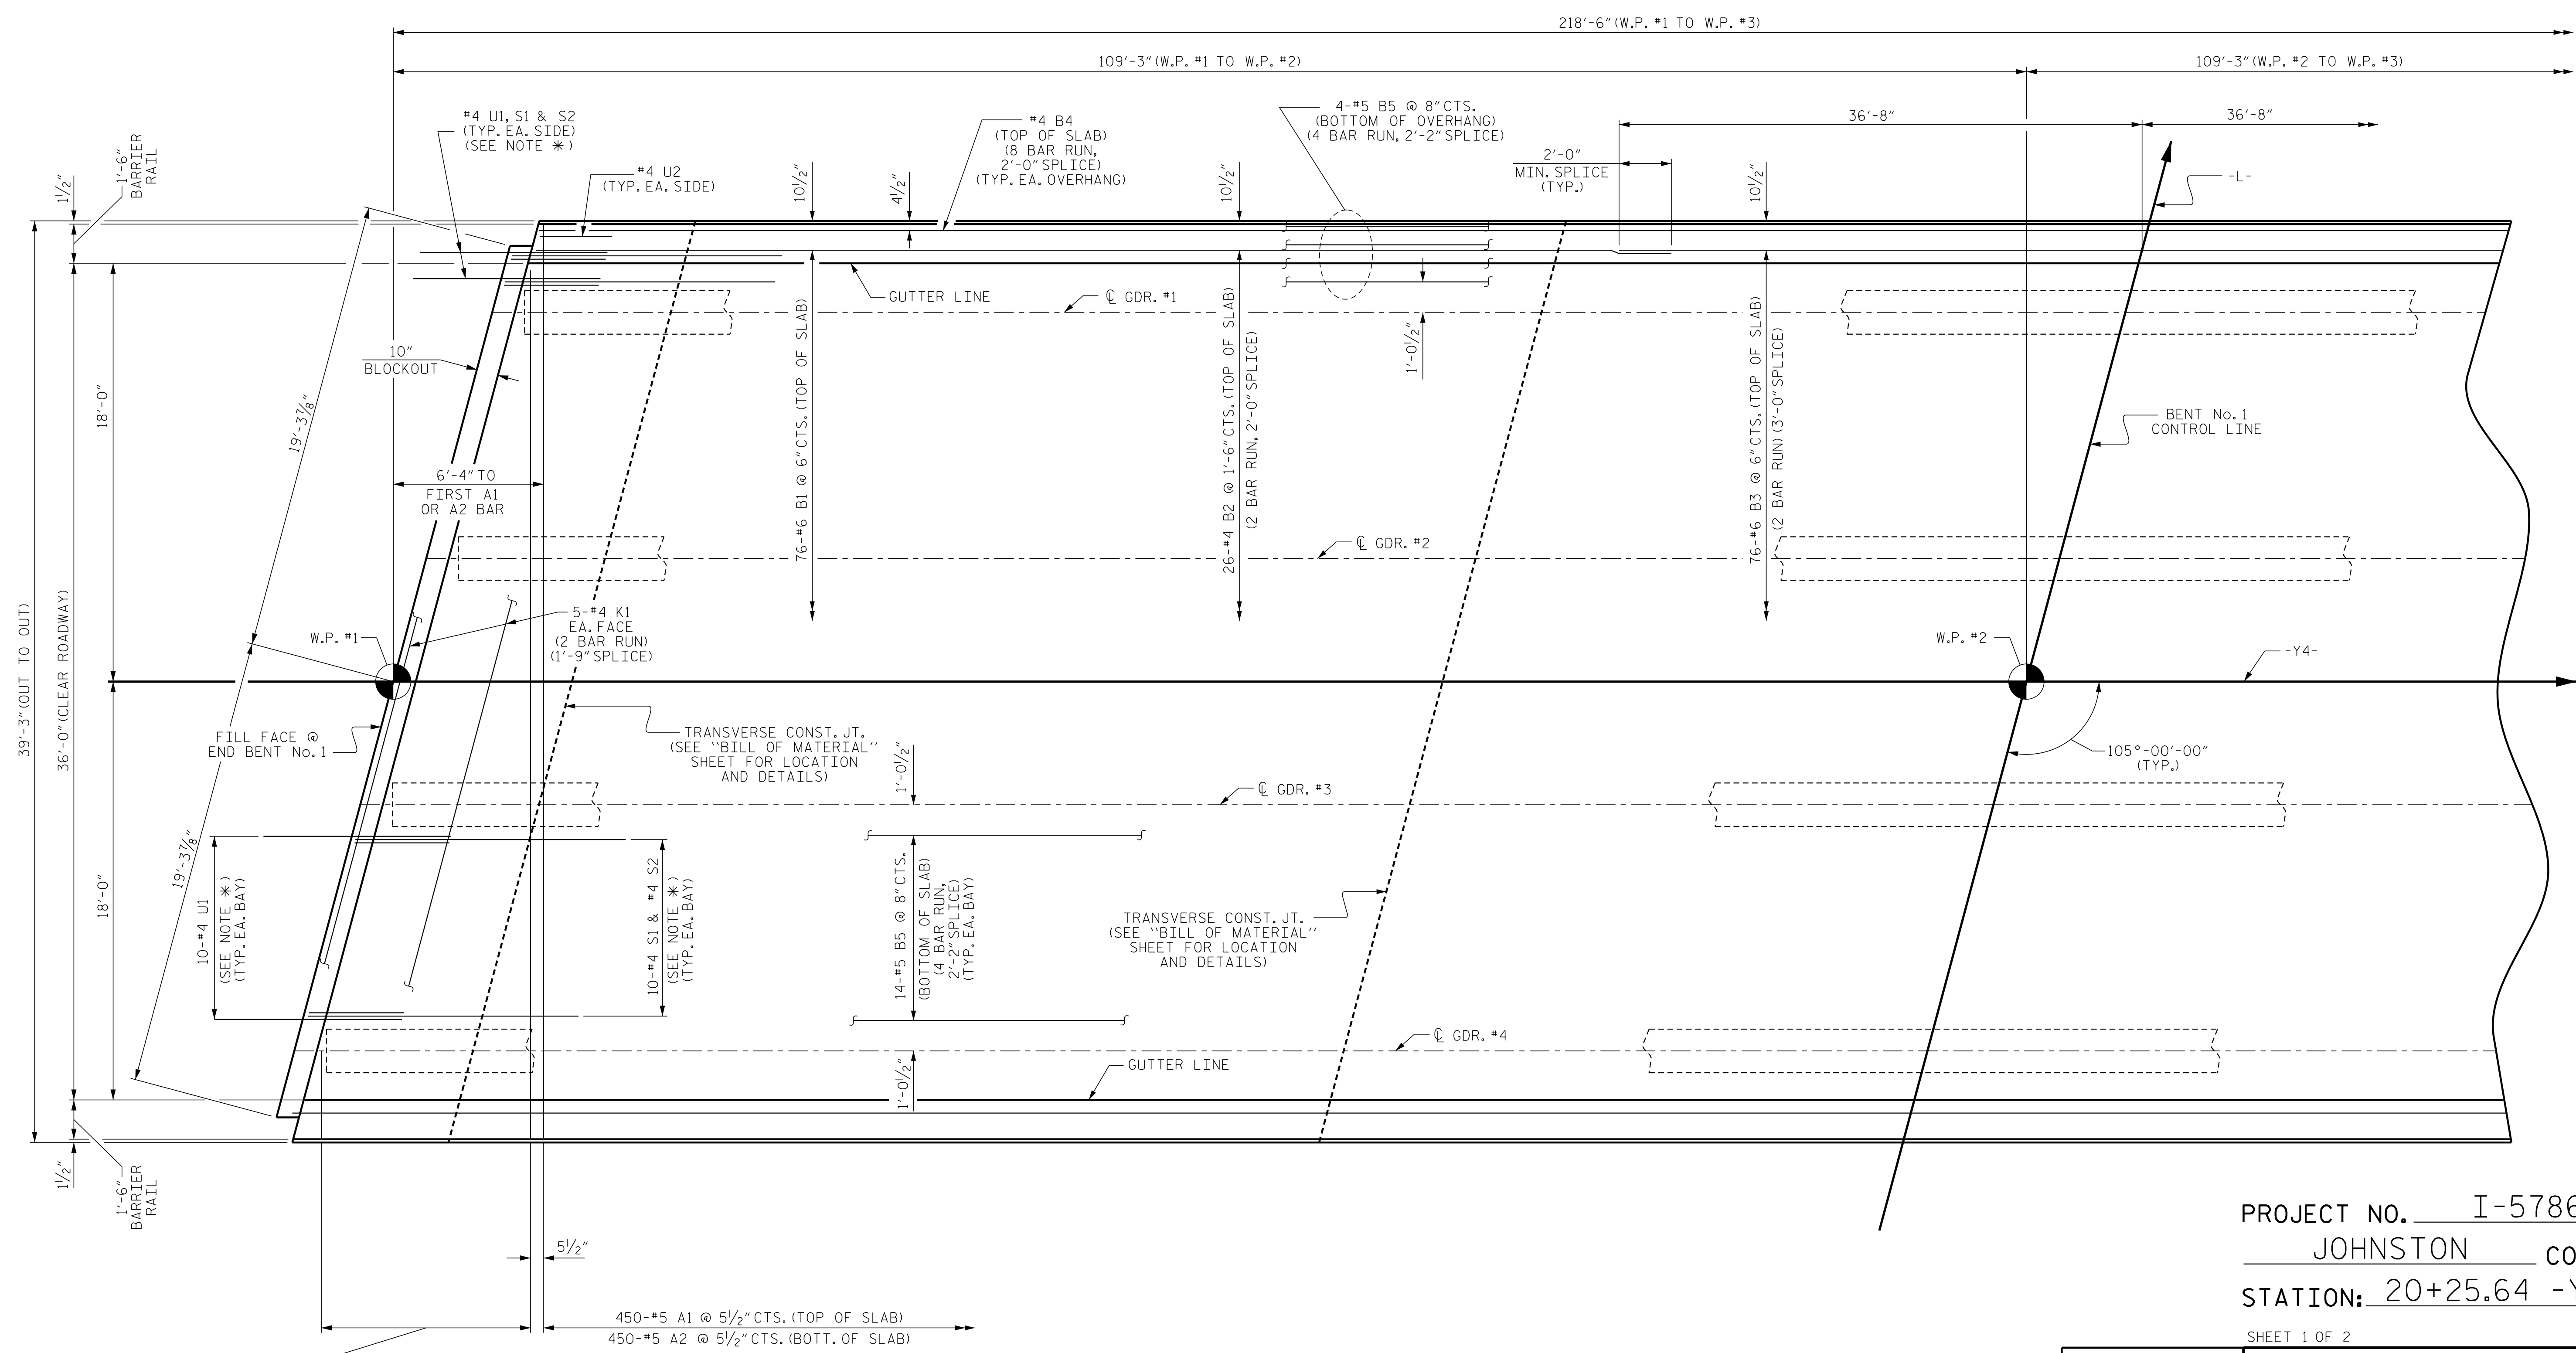 218'-6" (W.P. #1 TO W.P. #3)
109'-3" (W.P. #1 TO W.P. #2)
109'-3" (W.P. #2 TO W.P. #3)
#4 U1, S1 & S2
(TYP. EA. SIDE)
(SEE NOTE ✳)
#4 U2
(TYP. EA. SIDE)
#4 B4
(TOP OF SLAB)
(8 BAR RUN,
2'-0" SPLICE)
(TYP. EA. OVERHANG)
4-#5 B5 @ 8" CTS.
(BOTTOM OF OVERHANG)
(4 BAR RUN, 2'-2" SPLICE)
36'-8"
36'-8"
2'-0"
MIN. SPLICE
(TYP.)
-L-
1'-6"
BARRIER
RAIL
1½"
10½"
4½"
10½"
10½"
GUTTER LINE
℄ GDR. #1
10"
BLOCKOUT
1'-0½"
76-#6 B1 @ 6" CTS. (TOP OF SLAB)
26-#4 B2 @ 1'-6" CTS. (TOP OF SLAB)
(2 BAR RUN, 2'-0" SPLICE)
76-#6 B3 @ 6" CTS. (TOP OF SLAB)
(2 BAR RUN) (3'-0" SPLICE)
18'-0"
19'-3⅞"
BENT No. 1
CONTROL LINE
6'-4" TO
FIRST A1
OR A2 BAR
℄ GDR. #2
39'-3" (OUT TO OUT)
36'-0" (CLEAR ROADWAY)
5-#4 K1
EA. FACE
(2 BAR RUN)
(1'-9" SPLICE)
W.P. #1
W.P. #2
-Y4-
FILL FACE @
END BENT No. 1
TRANSVERSE CONST. JT.
(SEE "BILL OF MATERIAL"
SHEET FOR LOCATION
AND DETAILS)
105°-00'-00"
(TYP.)
1'-0½"
℄ GDR. #3
19'-3⅞"
18'-0"
10-#4 U1
(SEE NOTE ✳)
(TYP. EA. BAY)
10-#4 S1 & #4 S2
(SEE NOTE ✳)
(TYP. EA. BAY)
14-#5 B5 @ 8" CTS.
(BOTTOM OF SLAB)
(4 BAR RUN,
2'-2" SPLICE)
(TYP. EA. BAY)
TRANSVERSE CONST. JT.
(SEE "BILL OF MATERIAL"
SHEET FOR LOCATION
AND DETAILS)
℄ GDR. #4
1'-0½"
GUTTER LINE
1½"
1'-6"
BARRIER
RAIL
5½"
450-#5 A1 @ 5½" CTS. (TOP OF SLAB)
450-#5 A2 @ 5½" CTS. (BOTT. OF SLAB)
PROJECT NO. I-5786
JOHNSTON CO
STATION: 20+25.64 -Y
SHEET 1 OF 2